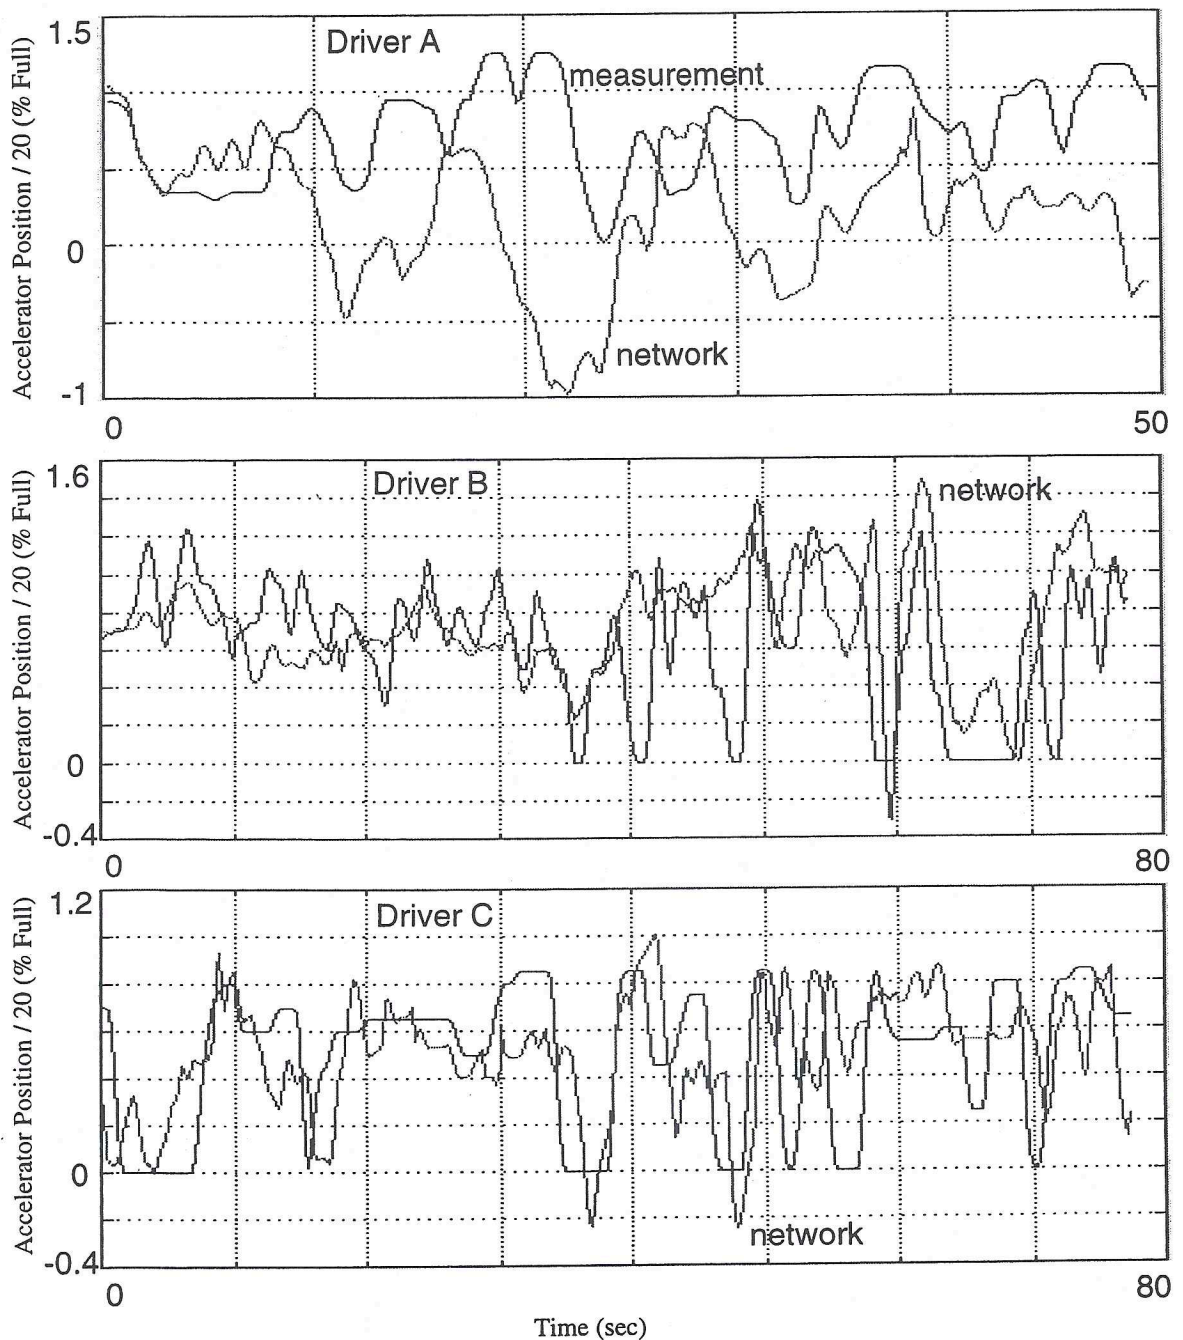 Accelerator Position / 20 (% Full)
1.5
0
-1
Driver A
measurement
network
0
50
Accelerator Position / 20 (% Full)
1.6
0
-0.4
Driver B
network
0
80
Accelerator Position / 20 (% Full)
1.2
0
-0.4
Driver C
network
0
80
Time (sec)